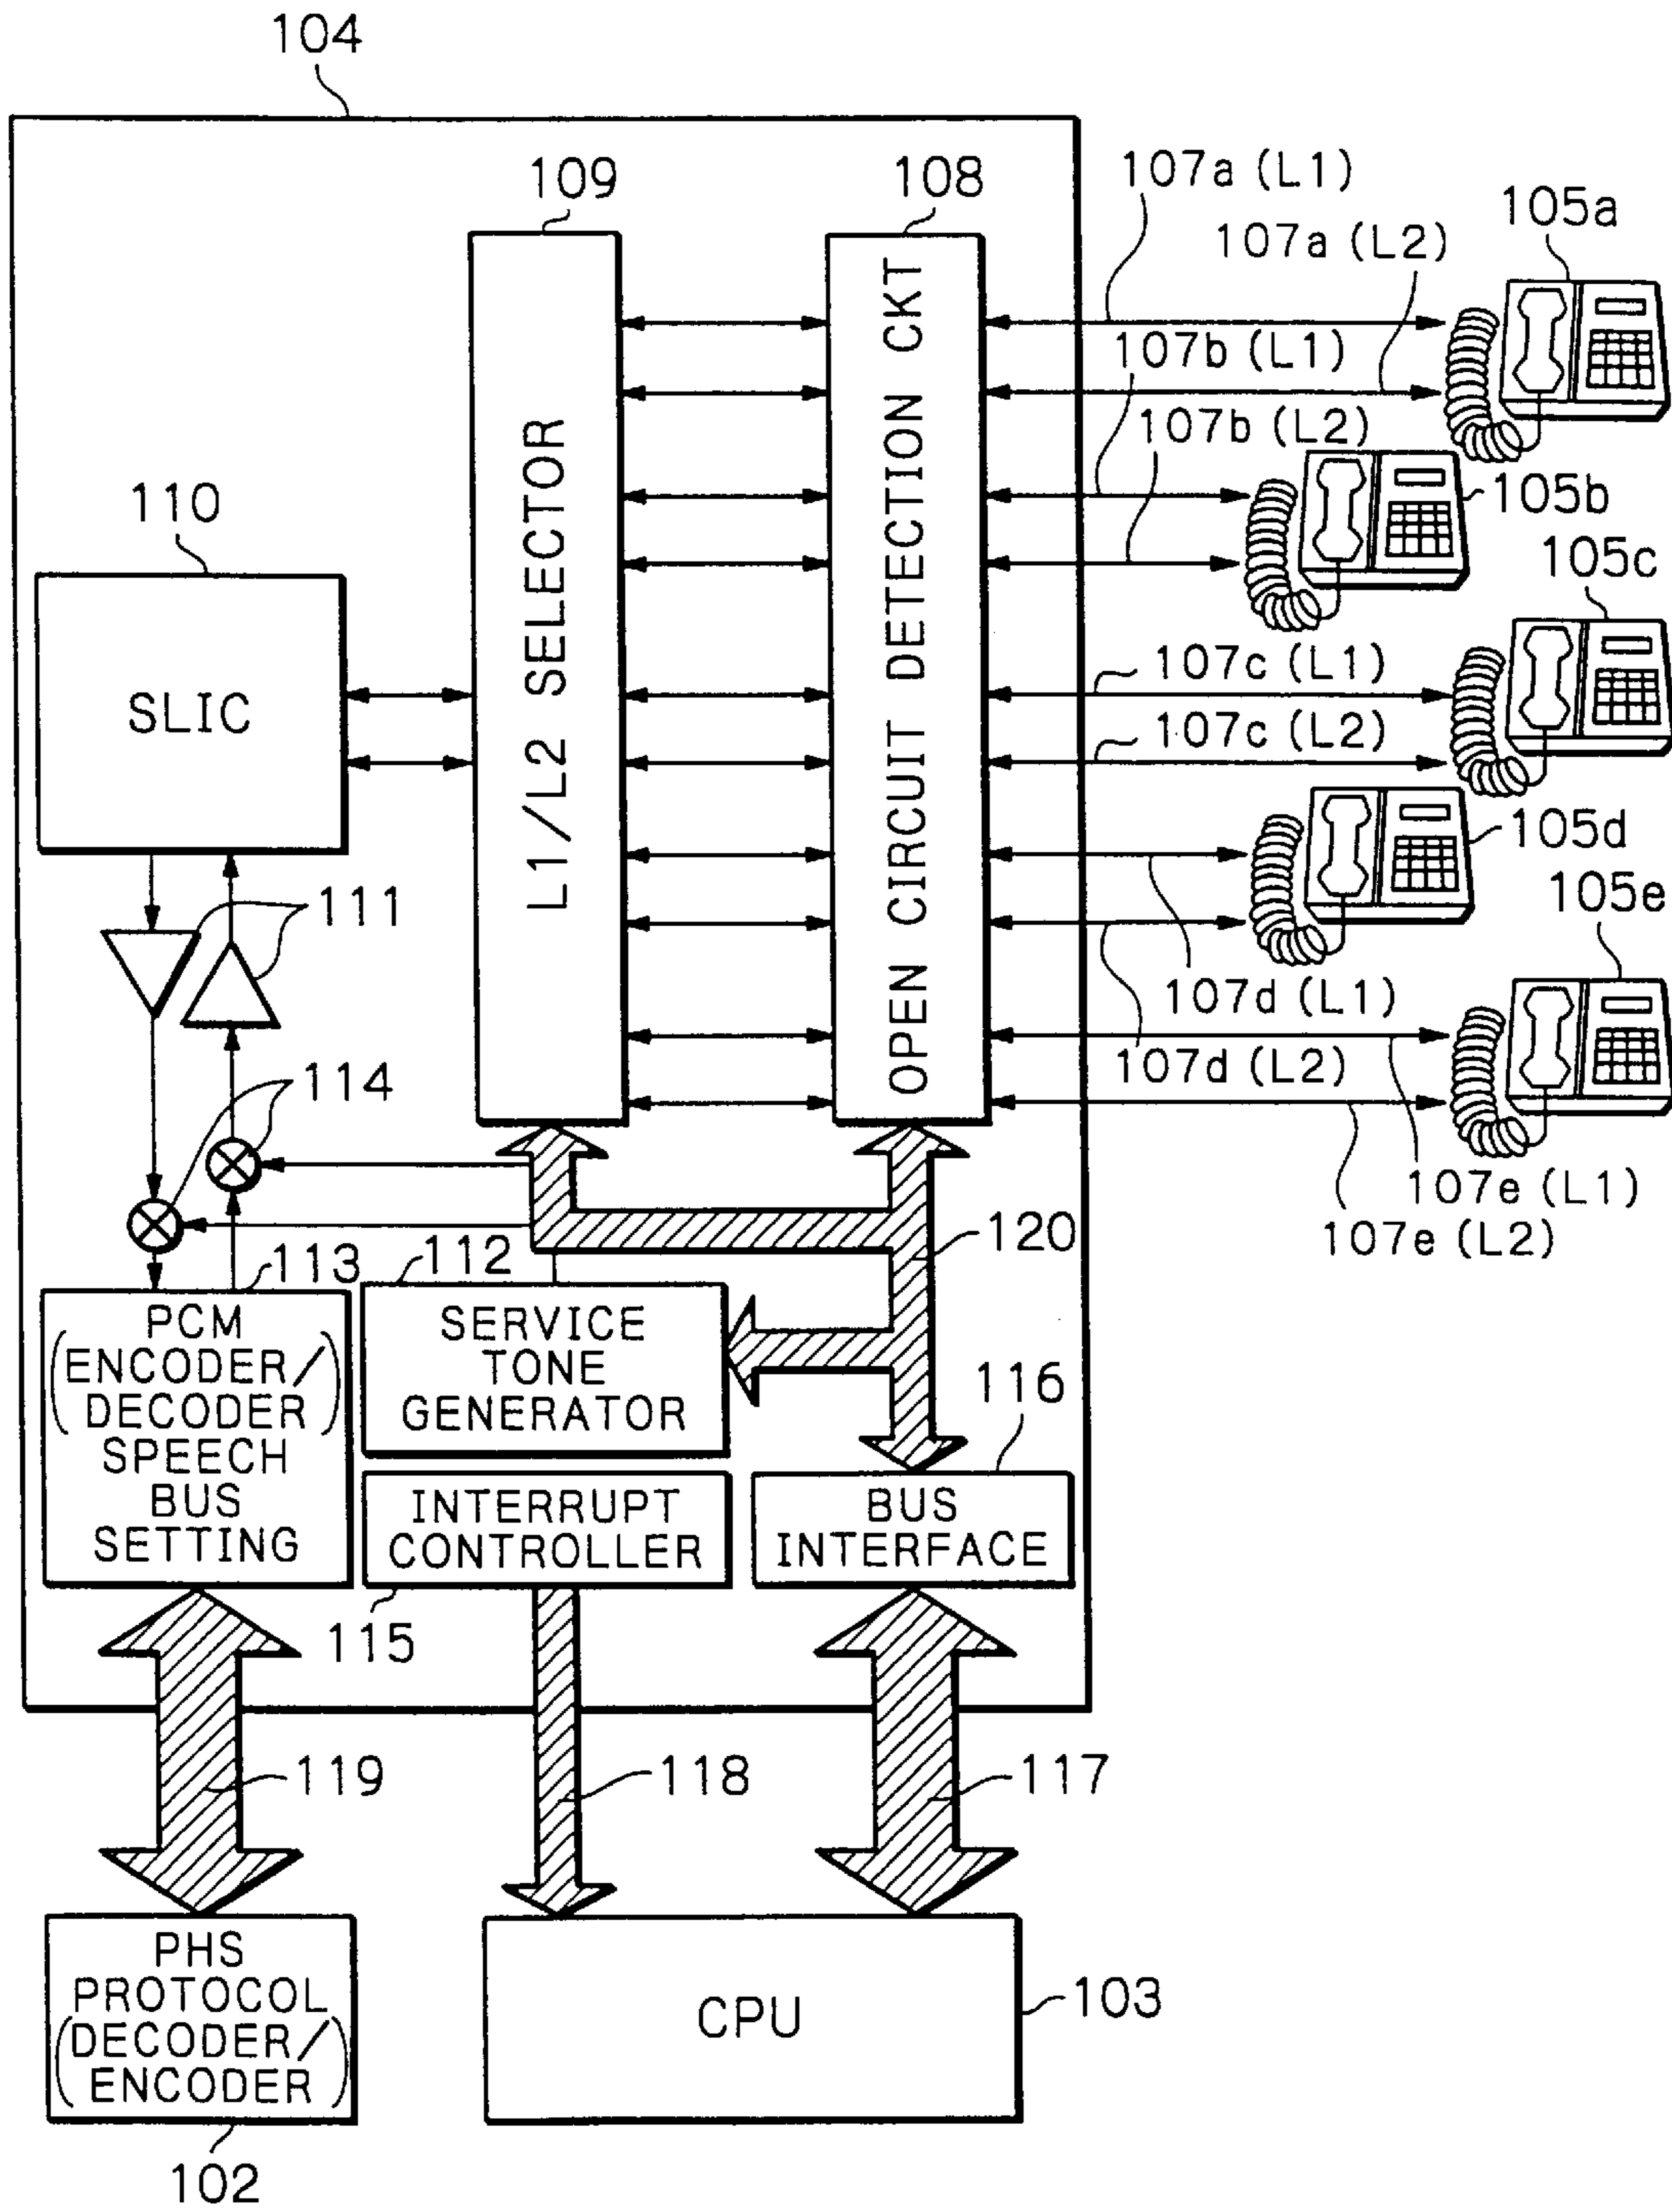 104
109
108
107a (L1)
107a (L2)
105a
107b (L1)
107b (L2)
105b
110
105c
SLIC
L1/L2 SELECTOR
OPEN CIRCUIT DETECTION CKT
107c (L1)
107c (L2)
105d
111
105e
107d (L1)
107d (L2)
114
107e (L1)
107e (L2)
120
113
112
PCM
(ENCODER/
DECODER)
SPEECH
BUS
SETTING
SERVICE
TONE
GENERATOR
116
INTERRUPT
CONTROLLER
BUS
INTERFACE
115
119
118
117
PHS
PROTOCOL
(DECODER/
ENCODER)
CPU
103
102